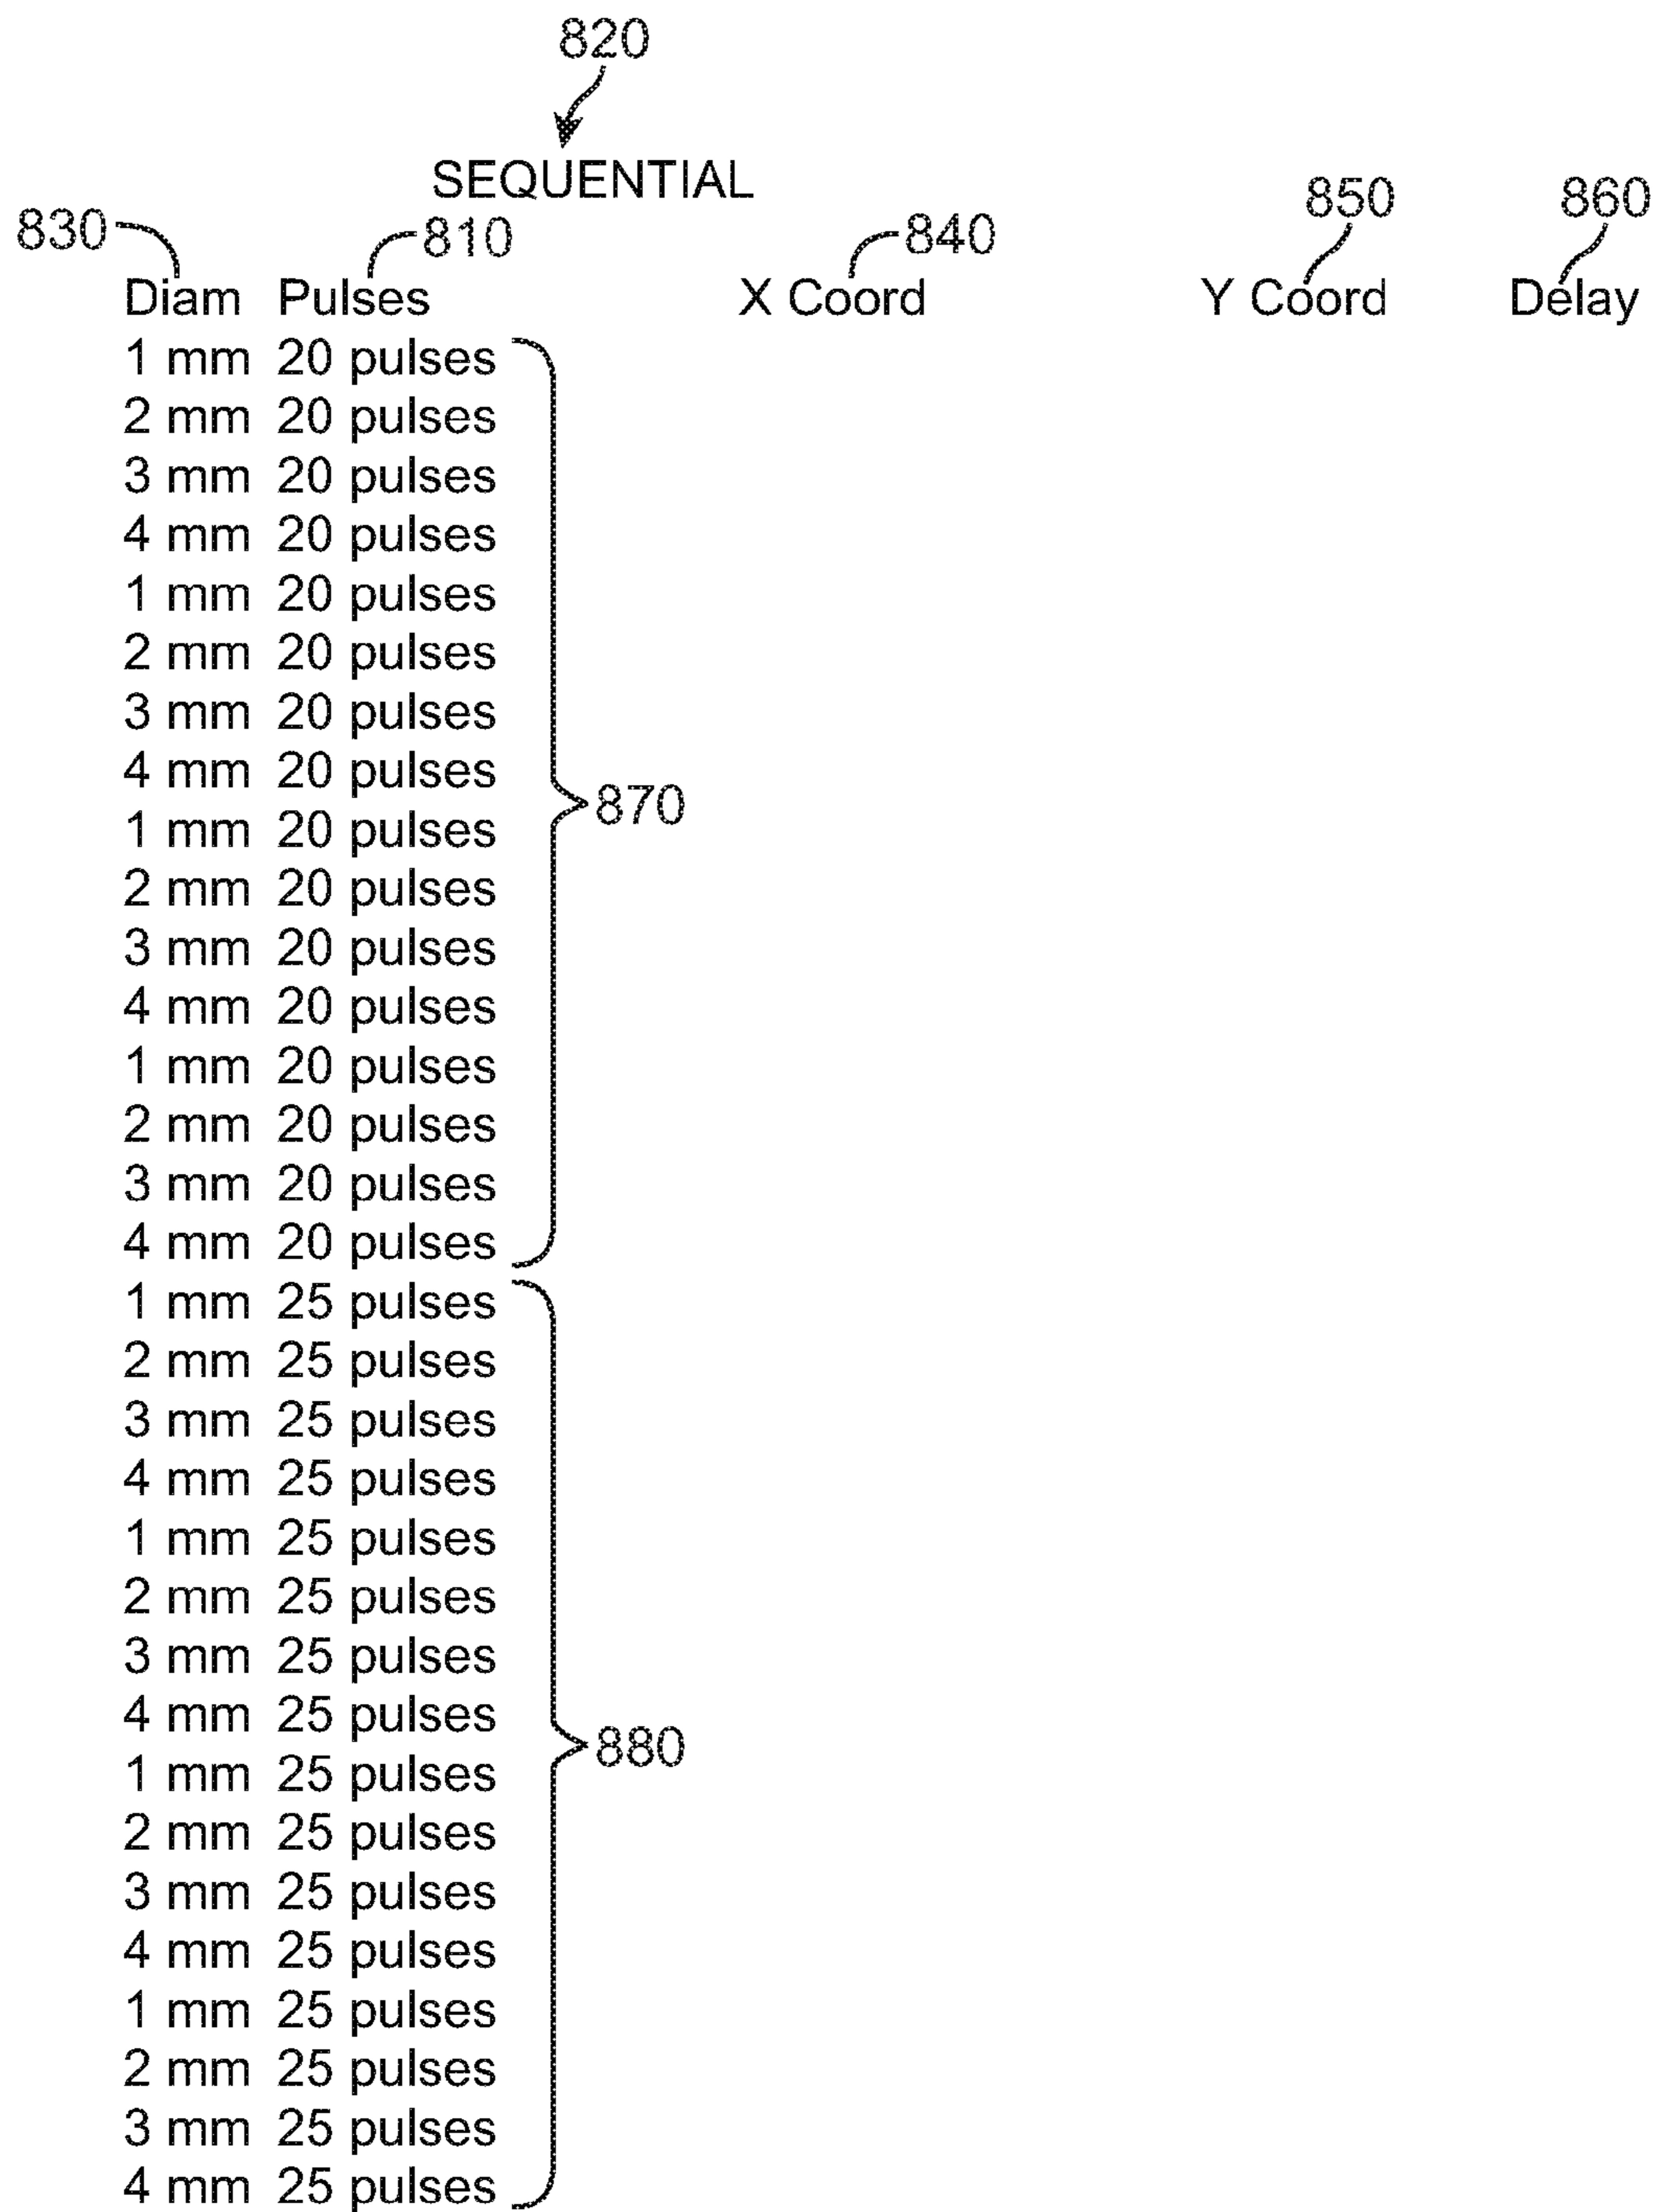 820
SEQUENTIAL
830 810 840 850 860
Diam Pulses X Coord Y Coord Delay
1 mm 20 pulses
2 mm 20 pulses
3 mm 20 pulses
4 mm 20 pulses
1 mm 20 pulses
2 mm 20 pulses
3 mm 20 pulses
4 mm 20 pulses
870
1 mm 20 pulses
2 mm 20 pulses
3 mm 20 pulses
4 mm 20 pulses
1 mm 20 pulses
2 mm 20 pulses
3 mm 20 pulses
4 mm 20 pulses
1 mm 25 pulses
2 mm 25 pulses
3 mm 25 pulses
4 mm 25 pulses
1 mm 25 pulses
2 mm 25 pulses
3 mm 25 pulses
4 mm 25 pulses
880
1 mm 25 pulses
2 mm 25 pulses
3 mm 25 pulses
4 mm 25 pulses
1 mm 25 pulses
2 mm 25 pulses
3 mm 25 pulses
4 mm 25 pulses